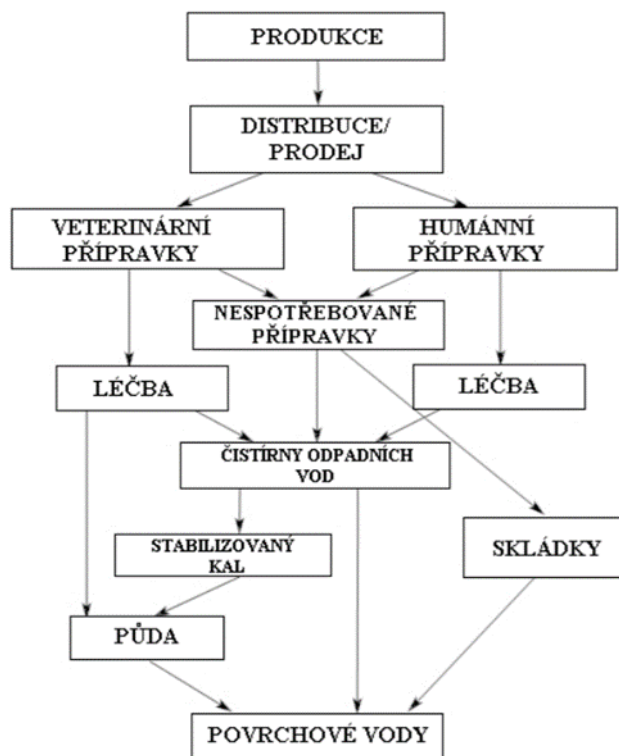 PRODUKCE
DISTRIBUCE/
PRODEJ
VETERINÁRNÍ
PŘÍPRAVKY
HUMÁNNÍ
PŘÍPRAVKY
NESPOTŘEBOVANÉ
PŘÍPRAVKY
LÉČBA
LÉČBA
ČISTÍRNY ODPADNÍCH
VOD
STABILIZOVANÝ
KAL
SKLÁDKY
PŮDA
POVRCHOVÉ VODY